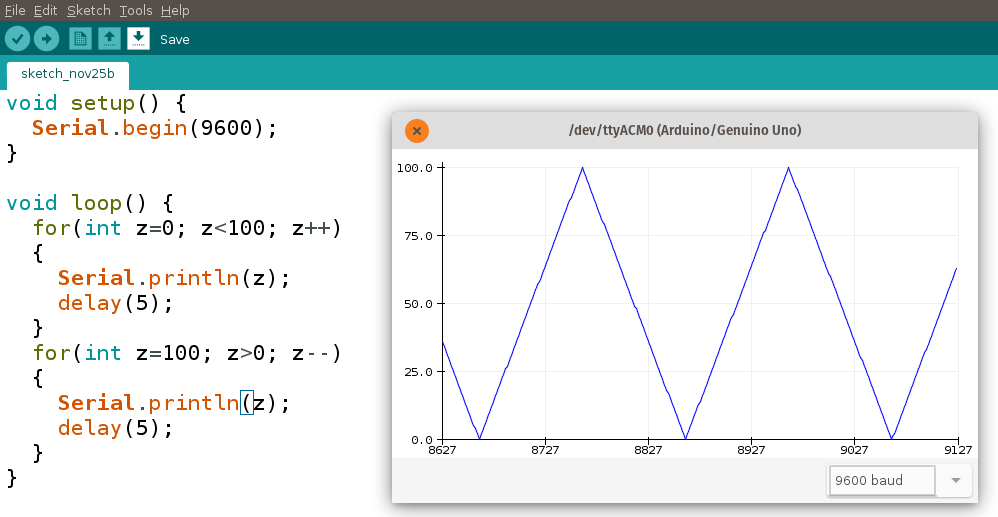 File Edit Sketch Tools Help
Save
sketch_nov25b
void setup() {
  Serial.begin(9600);
}

void loop() {
  for(int z=0; z<100; z++)
  {
    Serial.println(z);
    delay(5);
  }
  for(int z=100; z>0; z--)
  {
    Serial.println(z);
    delay(5);
  }
}
/dev/ttyACM0 (Arduino/Genuino Uno)
100.0
75.0
50.0
25.0
0.0
8627 8727 8827 8927 9027 9127
9600 baud